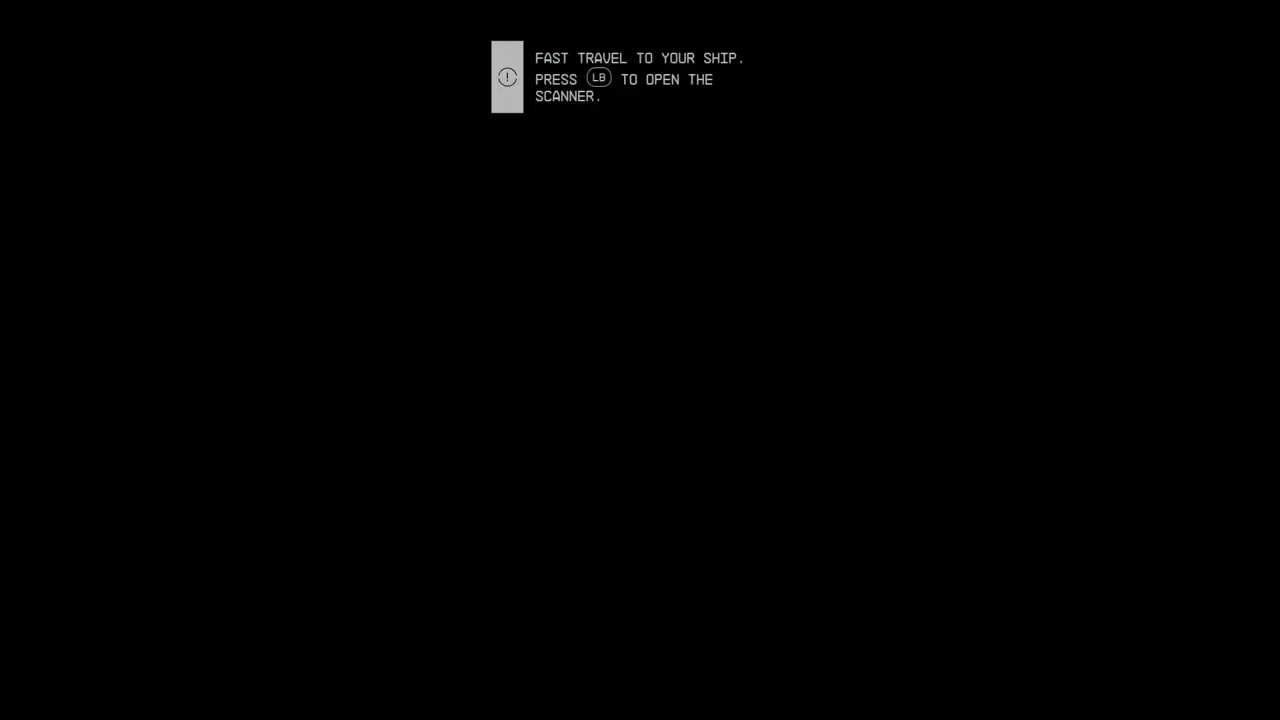 FAST TRAVEL TO YOUR SHIP.
PRESS LB TO OPEN THE
SCANNER.